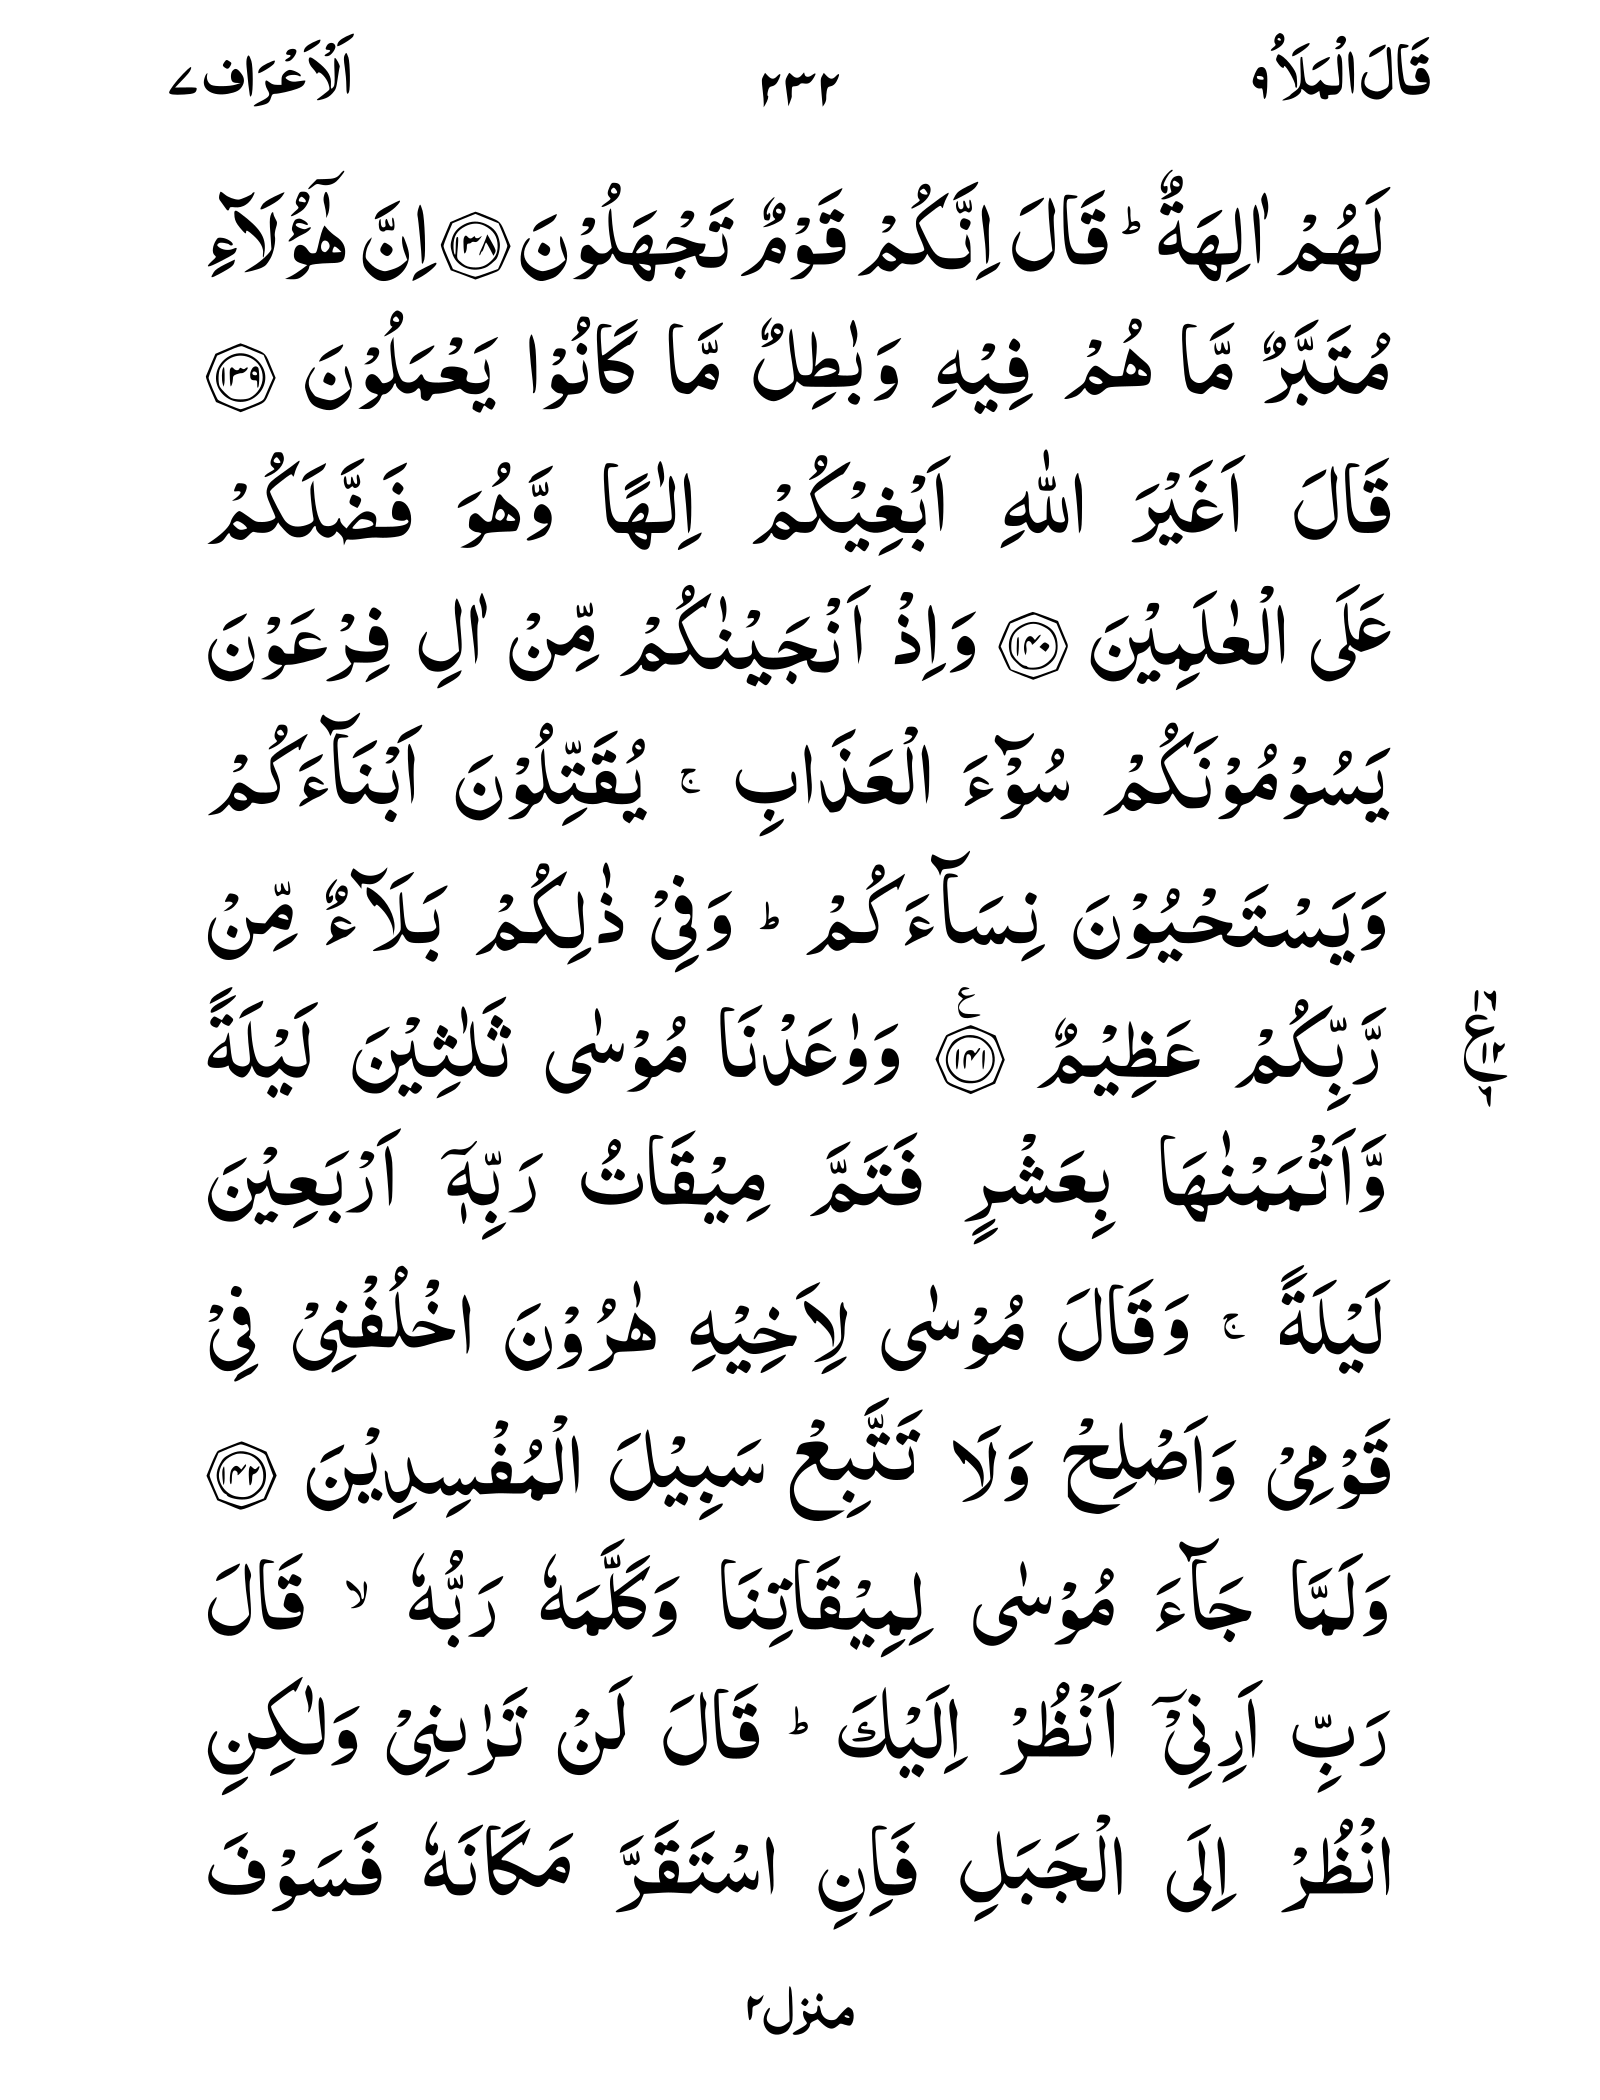 قَالَ الْمَلَاُ ٩
٢٣٢
اَلْاَعْرَاف ٧
لَهُمْ اٰلِهَةٌ ؕ قَالَ اِنَّكُمْ قَوْمٌ تَجْهَلُوْنَ ١٣٨ اِنَّ هٰٓؤُلَآءِ
مُتَبَّرٌ مَّا هُمْ فِيْهِ وَبٰطِلٌ مَّا كَانُوْا يَعْمَلُوْنَ ١٣٩
قَالَ اَغَيْرَ اللّٰهِ اَبْغِيْكُمْ اِلٰهًا وَّهُوَ فَضَّلَكُمْ
عَلَى الْعٰلَمِيْنَ ١٤٠ وَاِذْ اَنْجَيْنٰكُمْ مِّنْ اٰلِ فِرْعَوْنَ
يَسُوْمُوْنَكُمْ سُوْٓءَ الْعَذَابِ ۚ يُقَتِّلُوْنَ اَبْنَآءَكُمْ
وَيَسْتَحْيُوْنَ نِسَآءَكُمْ ؕ وَفِيْ ذٰلِكُمْ بَلَآءٌ مِّنْ
رَّبِّكُمْ عَظِيْمٌ ١٤١ ع وَوٰعَدْنَا مُوْسٰى ثَلٰثِيْنَ لَيْلَةً
١٦
ع ١٢
٦
وَّاَتْمَمْنٰهَا بِعَشْرٍ فَتَمَّ مِيْقَاتُ رَبِّهٖٓ اَرْبَعِيْنَ
لَيْلَةً ۚ وَقَالَ مُوْسٰى لِاَخِيْهِ هٰرُوْنَ اخْلُفْنِيْ فِيْ
قَوْمِيْ وَاَصْلِحْ وَلَا تَتَّبِعْ سَبِيْلَ الْمُفْسِدِيْنَ ١٤٢
وَلَمَّا جَآءَ مُوْسٰى لِمِيْقَاتِنَا وَكَلَّمَهٗ رَبُّهٗ ۙ قَالَ
رَبِّ اَرِنِيْٓ اَنْظُرْ اِلَيْكَ ؕ قَالَ لَنْ تَرٰىنِيْ وَلٰكِنِ
انْظُرْ اِلَى الْجَبَلِ فَاِنِ اسْتَقَرَّ مَكَانَهٗ فَسَوْفَ
منزل ٢